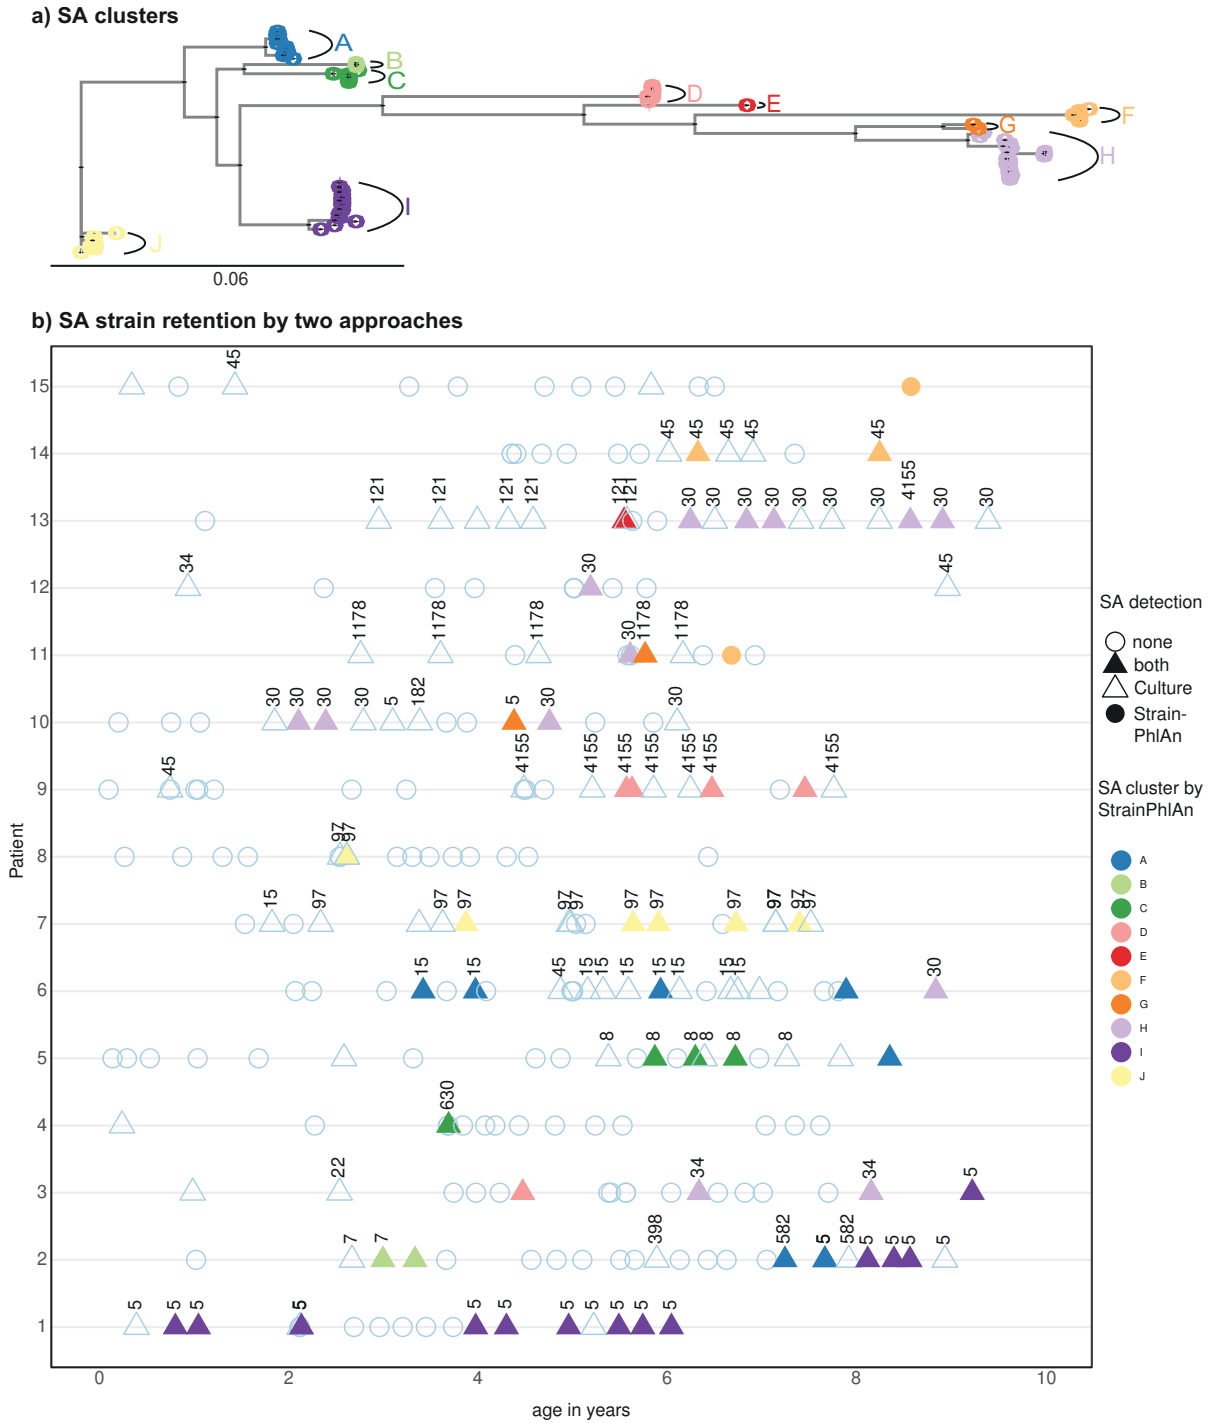 a) SA clusters
A
B
C
D
E
F
G
H
I
J
0.06
b) SA strain retention by two approaches
Patient
15
45
14
45 45 45 45 45
13
121 121 121 121 121 121 30 30 30 30 30 30 30 4155 30 30
12
34 30 45
11
1178 1178 1178 30 1178 1178
10
30 30 30 30 5 182 5 30 30
9
45 4155 4155 4155 4155 4155 4155 4155
8
97 97
7
15 97 97 97 97 97 97 97 97 97 97 97
6
15 15 45 15 15 15 15 15 15 15 30
5
8 8 8 8 8 8
4
630
3
22 34 34 5
2
7 7 398 582 5 582 5 5 5 5
1
5 5 5 5 5 5 5 5 5 5 5
0 2 4 6 8 10
age in years
SA detection
none
both
Culture
Strain-
PhlAn
SA cluster by
StrainPhlAn
A
B
C
D
E
F
G
H
I
J